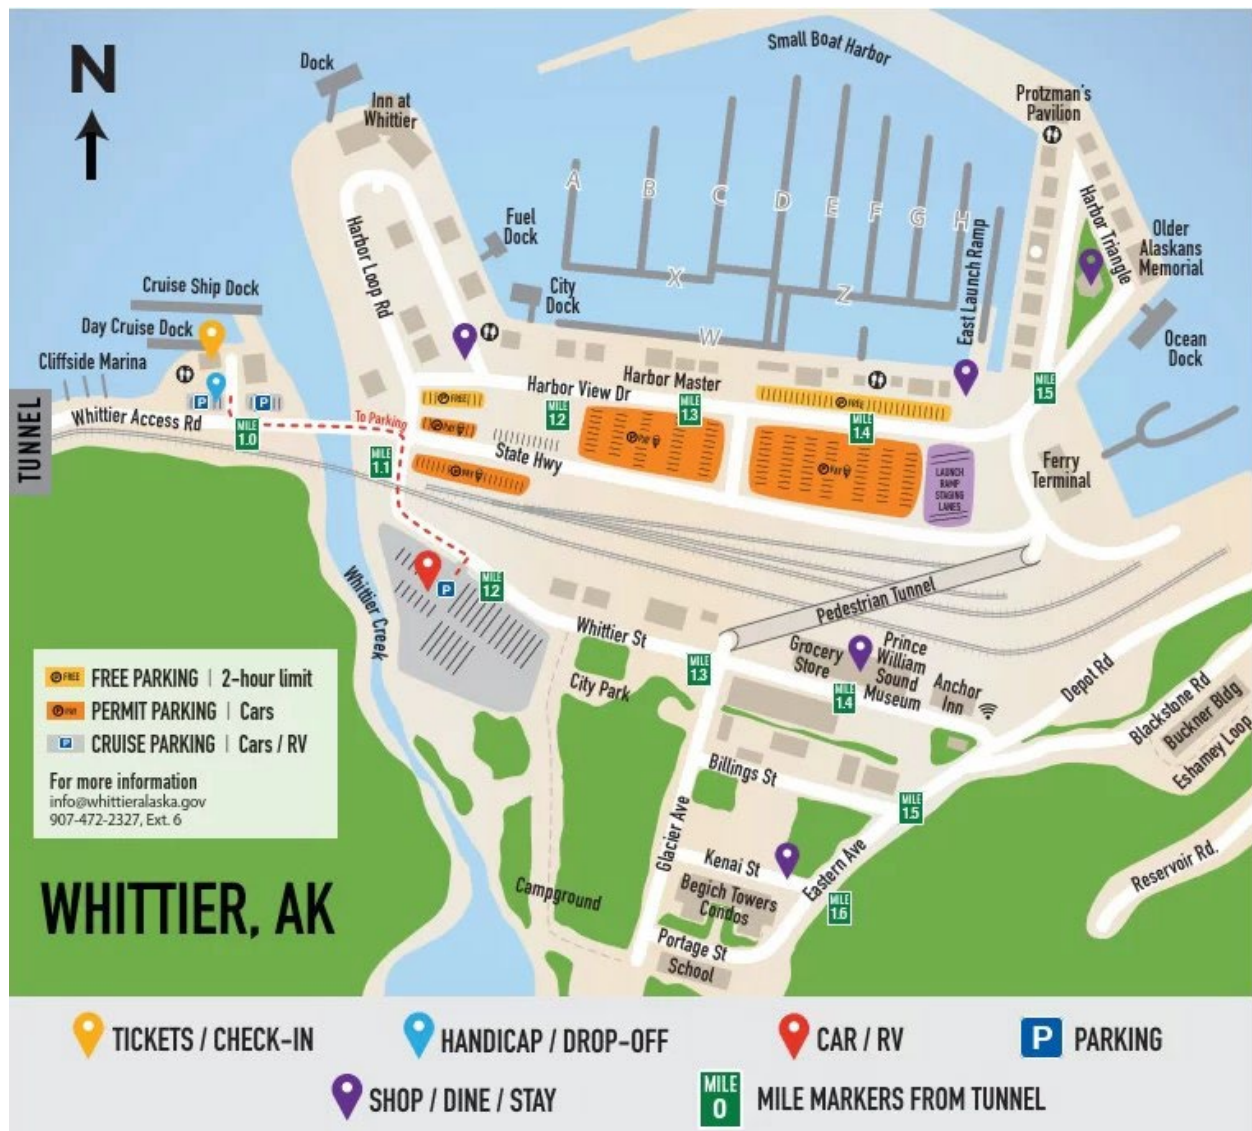 N
Small Boat Harbor
Dock
Inn at
Whittier
Protzman's
Pavilion
A
B
C
D
E
F
G
H
X
Z
W
Harbor Loop Rd
Fuel
Dock
City
Dock
East Launch Ramp
Harbor Triangle
Older
Alaskans
Memorial
Ocean
Dock
Cruise Ship Dock
Day Cruise Dock
Cliffside Marina
TUNNEL
Whittier Access Rd
P
P
MILE
1.0
To Parking
MILE
1.1
FREE
Harbor View Dr
Harbor Master
MILE
1.2
MILE
1.3
FREE
MILE
1.4
MILE
1.5
State Hwy
LAUNCH
RAMP
STAGING
LANES
Ferry
Terminal
Whittier Creek
P
MILE
1.2
Whittier St
City Park
MILE
1.3
Pedestrian Tunnel
Grocery
Store
Prince
William
Sound
Museum
MILE
1.4
Anchor
Inn
Depot Rd
Blackstone Rd
Buckner Bldg
Eshamey Loop
Billings St
MILE
1.5
Glacier Ave
Kenai St
Eastern Ave
Begich Towers
Condos
MILE
1.6
Reservoir Rd.
Campground
Portage St
School
FREE FREE PARKING | 2-hour limit
PERMIT PARKING | Cars
P CRUISE PARKING | Cars / RV
For more information
info@whittieralaska.gov
907-472-2327, Ext. 6
WHITTIER, AK
TICKETS / CHECK-IN
HANDICAP / DROP-OFF
CAR / RV
P PARKING
SHOP / DINE / STAY
MILE
0
MILE MARKERS FROM TUNNEL